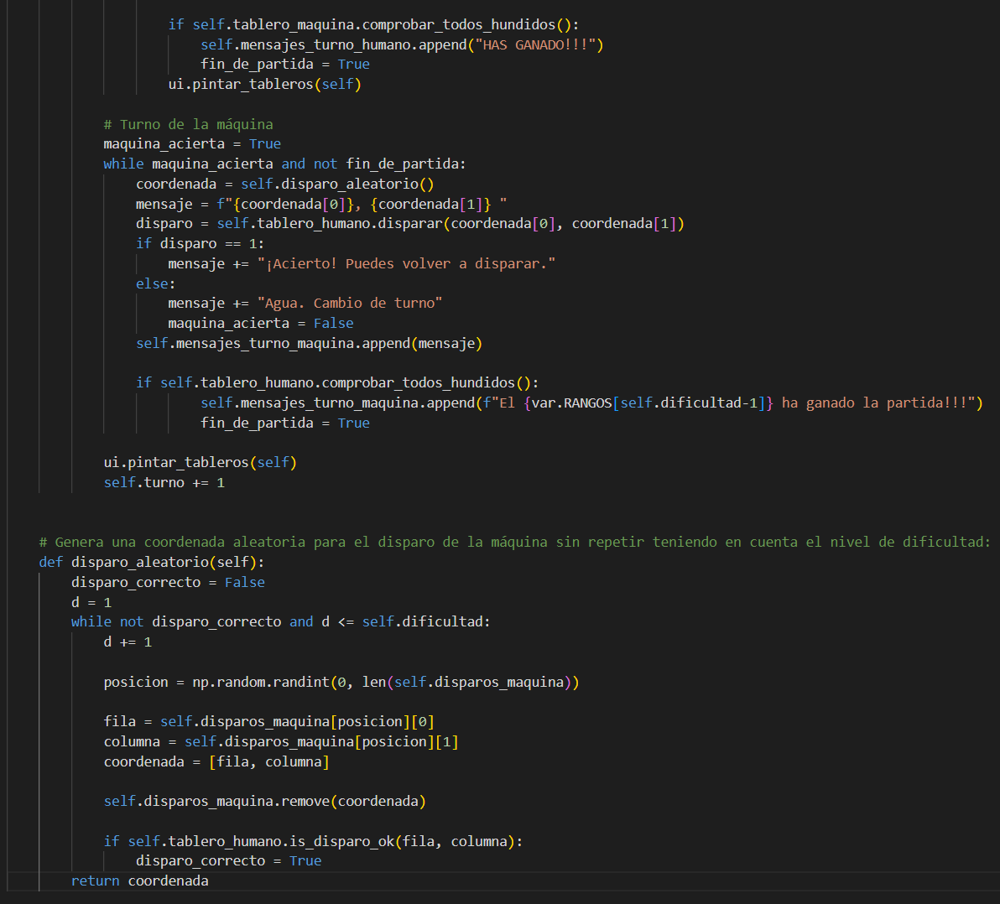 if self.tablero_maquina.comprobar_todos_hundidos():
self.mensajes_turno_humano.append("HAS GANADO!!!")
fin_de_partida = True
ui.pintar_tableros(self)
# Turno de la máquina
maquina_acierta = True
while maquina_acierta and not fin_de_partida:
coordenada = self.disparo_aleatorio()
mensaje = f"{coordenada[0]}, {coordenada[1]} "
disparo = self.tablero_humano.disparar(coordenada[0], coordenada[1])
if disparo == 1:
mensaje += "¡Acierto! Puedes volver a disparar."
else:
mensaje += "Agua. Cambio de turno"
maquina_acierta = False
self.mensajes_turno_maquina.append(mensaje)
if self.tablero_humano.comprobar_todos_hundidos():
self.mensajes_turno_maquina.append(f"El {var.RANGOS[self.dificultad-1]} ha ganado la partida!!!")
fin_de_partida = True
ui.pintar_tableros(self)
self.turno += 1
# Genera una coordenada aleatoria para el disparo de la máquina sin repetir teniendo en cuenta el nivel de dificultad:
def disparo_aleatorio(self):
disparo_correcto = False
d = 1
while not disparo_correcto and d <= self.dificultad:
d += 1
posicion = np.random.randint(0, len(self.disparos_maquina))
fila = self.disparos_maquina[posicion][0]
columna = self.disparos_maquina[posicion][1]
coordenada = [fila, columna]
self.disparos_maquina.remove(coordenada)
if self.tablero_humano.is_disparo_ok(fila, columna):
disparo_correcto = True
return coordenada